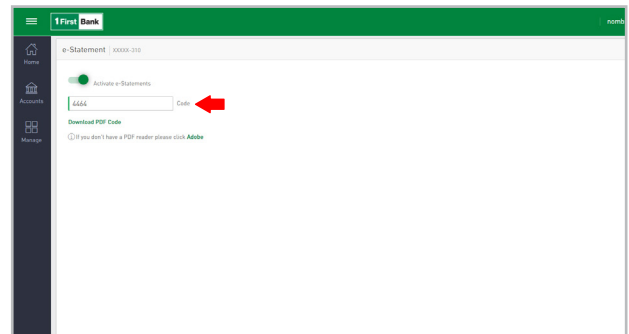 1First Bank
nomb
Home
e-Statement | XXXXX-310
Activate e-Statements
Accounts
4464 Code
Download PDF Code
Manage
If you don't have a PDF reader please click Adobe